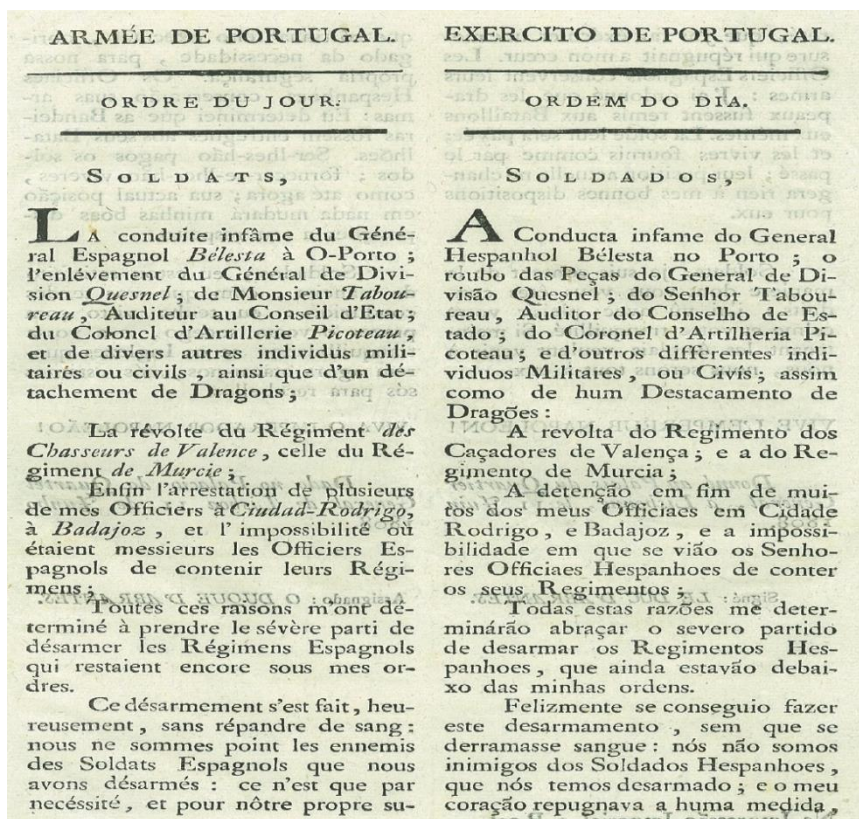 ARMÉE DE PORTUGAL.
ORDRE DU JOUR.
SOLDATS,
LA conduite infâme du Géné-
ral Espagnol Bélesta à O-Porto ;
l'enlévement du Général de Divi-
sion Quesnel ; de Monsieur Tabou-
reau, Auditeur au Conseil d'Etat ;
du Colonel d'Artillerie Picoteau,
et de divers autres individus mili-
taires ou civils ; ainsi que d'un dé-
tachement de Dragons ;
La révolte du Régiment des
Chasseurs de Valence, celle du Ré-
giment de Murcie ;
Enfin l'arrestation de plusieurs
de mes Officiers à Ciudad-Rodrigo,
à Badajoz, et l'impossibilité où
étaient messieurs les Officiers Es-
pagnols de contenir leurs Régi-
mens ;
Toutes ces raisons m'ont dé-
terminé à prendre le sévère parti de
désarmer les Régimens Espagnols
qui restaient encore sous mes or-
dres.
Ce désarmement s'est fait, heu-
reusement, sans répandre de sang :
nous ne sommes point les ennemis
des Soldats Espagnols que nous
avons désarmés : ce n'est que par
nécéssité, et pour nôtre propre su-
EXERCITO DE PORTUGAL.
ORDEM DO DIA.
SOLDADOS,
A Conducta infame do General
Hespanhol Bélesta no Porto ; o
roubo das Peças do General de Di-
visão Quesnel ; do Senhor Tabou-
reau, Auditor do Conselho de Es-
tado ; do Coronel d'Artilheria Pi-
coteau ; e d'outros differentes indi-
viduos Militares, ou Civís ; assim
como de hum Destacamento de
Dragões :
A revolta do Regimento dos
Caçadores de Valença ; e a do Re-
gimento de Murcia ;
A detenção em fim de mui-
tos dos meus Officiaes em Cidade
Rodrigo, e Badajoz, e a impossi-
bilidade em que se vião os Senho-
res Officiaes Hespanhoes de conter
os seus Regimentos ;
Todas estas razões me deter-
minárão abraçar o severo partido
de desarmar os Regimentos Hes-
panhoes, que ainda estavão debai-
xo das minhas ordens.
Felizmente se conseguio fazer
este desarmamento, sem que se
derramasse sangue : nós não somos
inimigos dos Soldados Hespanhoes,
que nós temos desarmado ; e o meu
coração repugnava a huma medida,